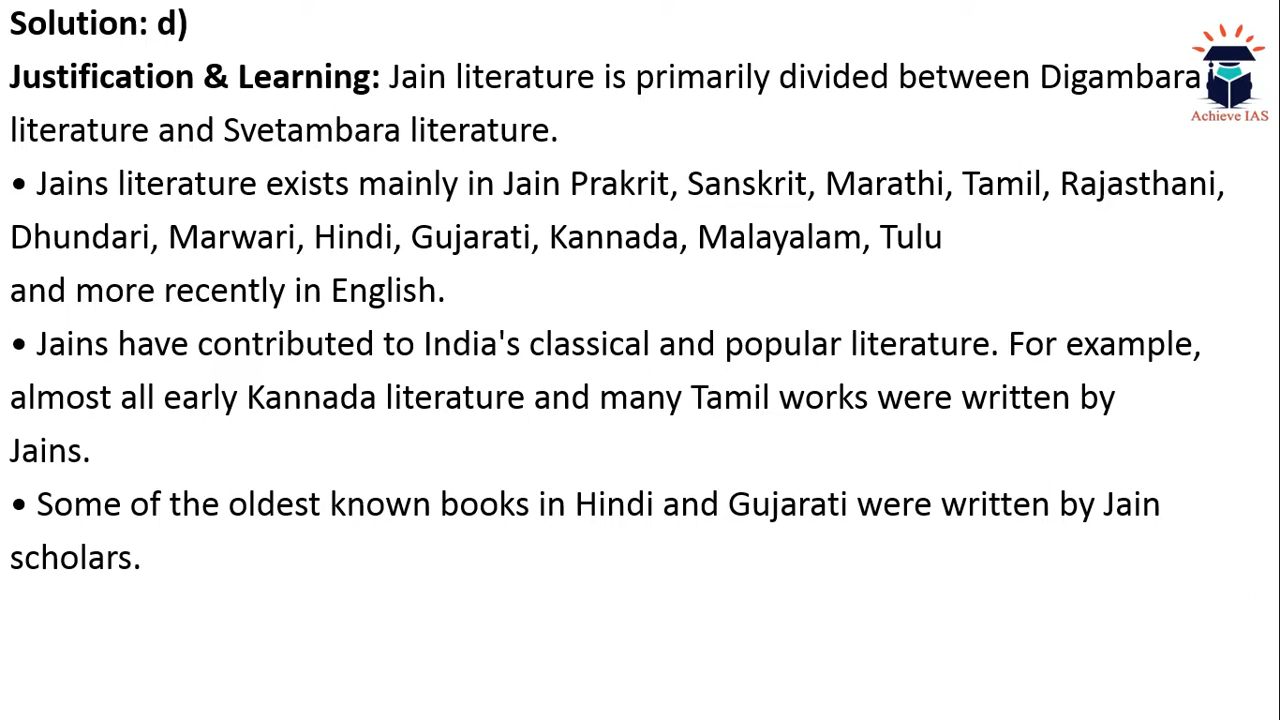 Solution: d)
Justification & Learning: Jain literature is primarily divided between Digambara
literature and Svetambara literature.
• Jains literature exists mainly in Jain Prakrit, Sanskrit, Marathi, Tamil, Rajasthani,
Dhundari, Marwari, Hindi, Gujarati, Kannada, Malayalam, Tulu
and more recently in English.
• Jains have contributed to India's classical and popular literature. For example,
almost all early Kannada literature and many Tamil works were written by
Jains.
• Some of the oldest known books in Hindi and Gujarati were written by Jain
scholars.
Achieve IAS